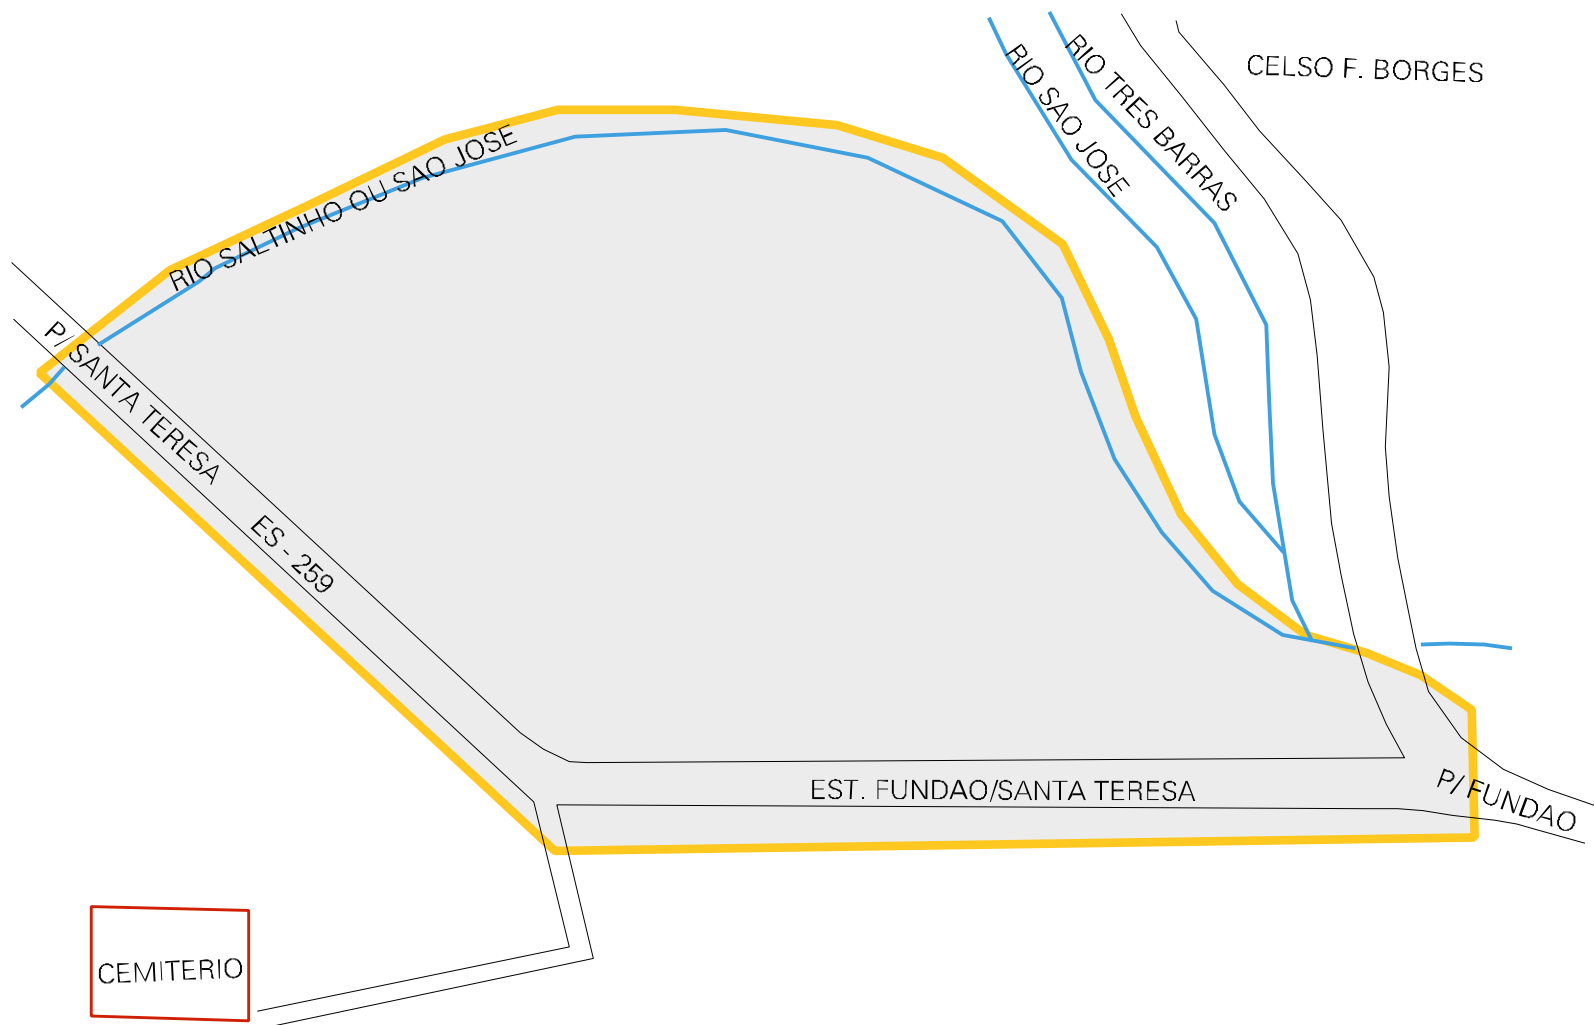 CELSO F. BORGES
RIO TRES BARRAS
RIO SAO JOSE
RIO SALTINHO OU SAO JOSE
P/ SANTA TERESA
ES - 259
EST. FUNDAO/SANTA TERESA
P/ FUNDAO
CEMITERIO